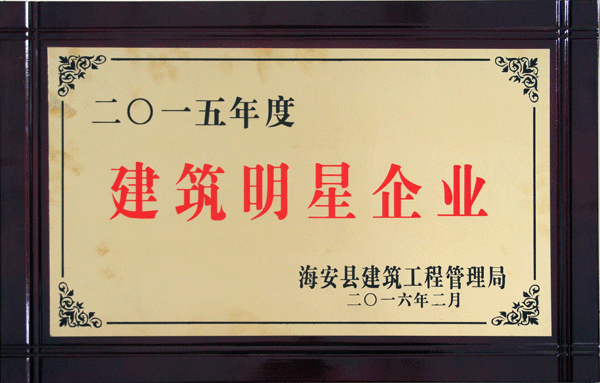 二〇一五年度
建筑明星企业
海安县建筑工程管理局
二〇一六年二月